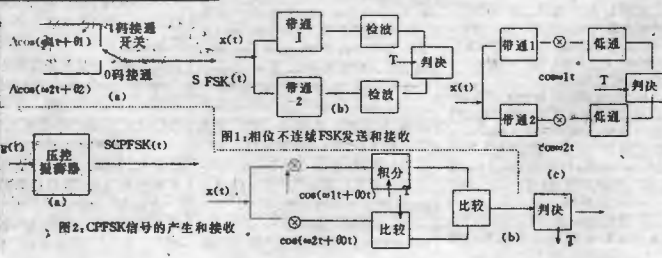 Acos(ω1t+θ1)
1码接通
开关
0码接通
Acos(ω2t+θ2)
(a)
x(t)
S FSK(t)
带通
1
检波
T
判决
带通
2
检波
(b)
x(t)
带通1
⊗
低通
cosω1t
T
判决
带通2
⊗
低通
cosω2t
(c)
图1:相位不连续FSK发送和接收
g(t)
压控
振荡器
SCPFSK(t)
(a)
图2:CPFSK信号的产生和接收
x(t)
⊗
积分
cos(ω1t+θ0t)
T
⊗
比较
cos(ω2t+θ0t)
比较
(b)
判决
T